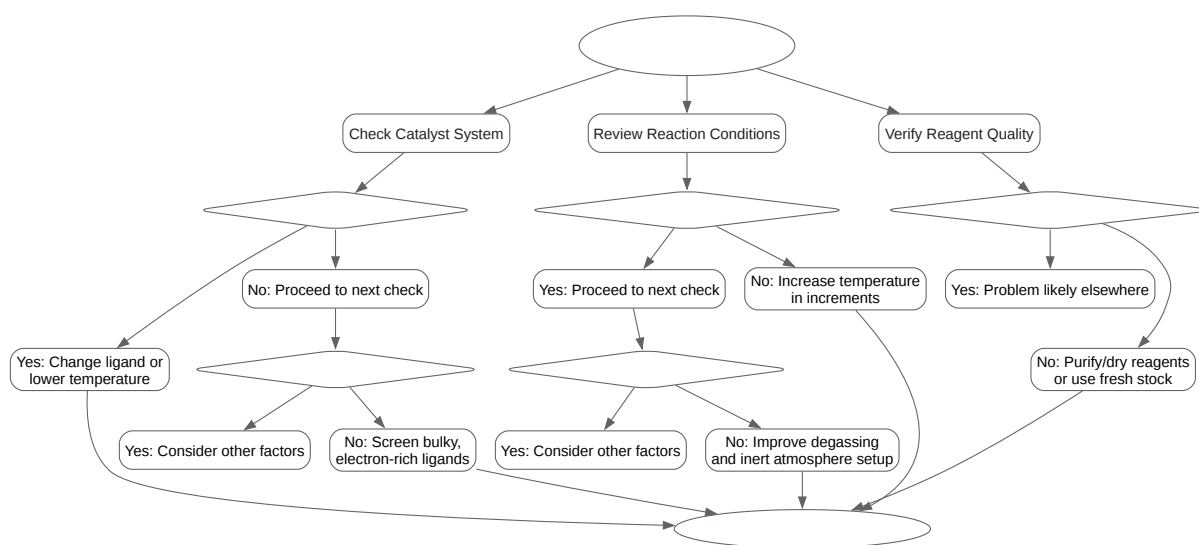 Check Catalyst System
Review Reaction Conditions
Verify Reagent Quality
No: Proceed to next check
Yes: Proceed to next check
No: Increase temperature
in increments
Yes: Problem likely elsewhere
Yes: Change ligand or
lower temperature
No: Purify/dry reagents
or use fresh stock
Yes: Consider other factors
No: Screen bulky,
electron-rich ligands
Yes: Consider other factors
No: Improve degassing
and inert atmosphere setup